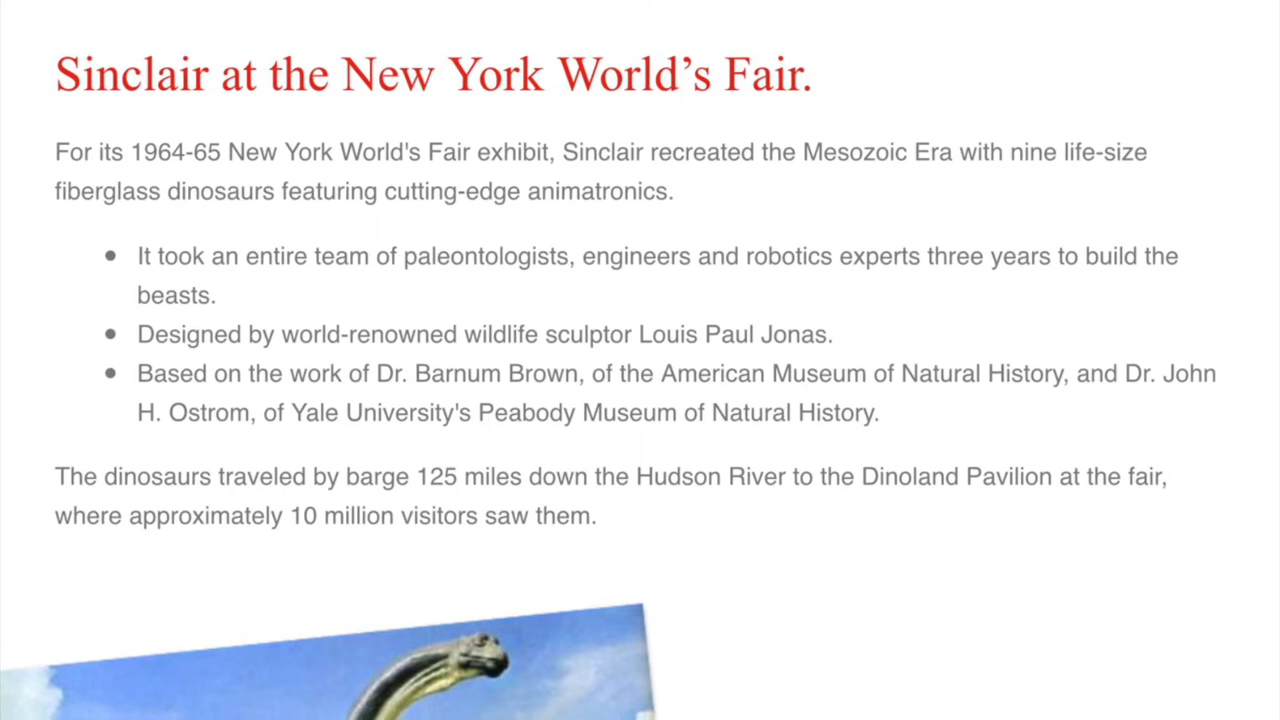 Sinclair at the New York World’s Fair.
For its 1964-65 New York World's Fair exhibit, Sinclair recreated the Mesozoic Era with nine life-size
fiberglass dinosaurs featuring cutting-edge animatronics.
● It took an entire team of paleontologists, engineers and robotics experts three years to build the
beasts.
● Designed by world-renowned wildlife sculptor Louis Paul Jonas.
● Based on the work of Dr. Barnum Brown, of the American Museum of Natural History, and Dr. John
H. Ostrom, of Yale University's Peabody Museum of Natural History.
The dinosaurs traveled by barge 125 miles down the Hudson River to the Dinoland Pavilion at the fair,
where approximately 10 million visitors saw them.